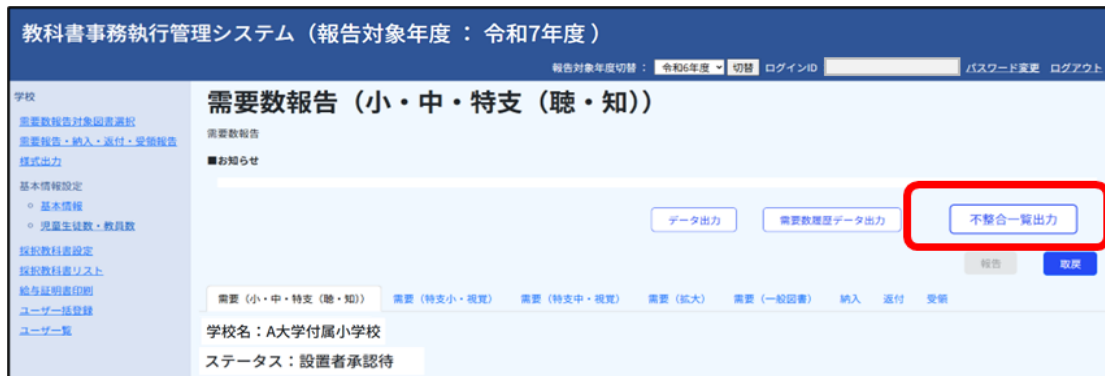 教科書事務執行管理システム（報告対象年度 ： 令和7年度 ）
報告対象年度切替 ： 令和6年度 切替 ログインID パスワード変更 ログアウト
学校
需要数報告対象図書選択
需要報告・納入・返付・受領報告
様式出力
基本情報設定
基本情報
児童生徒数・教員数
採択教科書設定
採択教科書リスト
給与証明書印刷
ユーザー括登録
ユーザ一覧
需要数報告（小・中・特支（聴・知））
需要数報告
■お知らせ
データ出力 需要数履歴データ出力 不整合一覧出力
報告 取戻
需要（小・中・特支（聴・知）） 需要（特支小・視覚） 需要（特支中・視覚） 需要（拡大） 需要（一般図書） 納入 返付 受領
学校名：A大学付属小学校
ステータス：設置者承認待